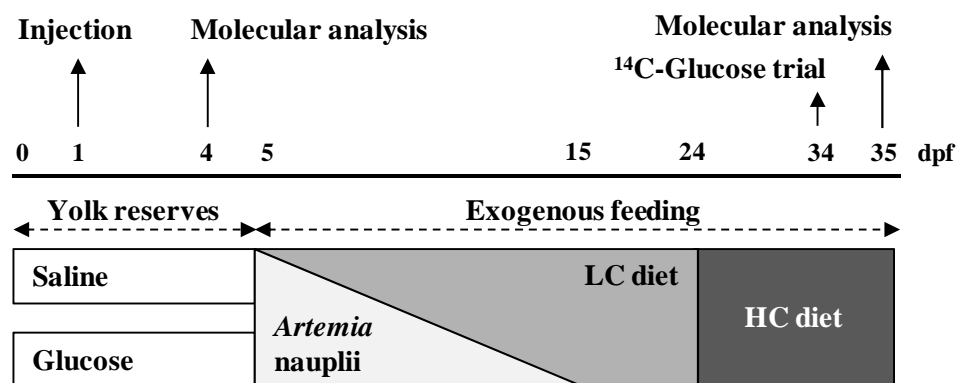 Injection Molecular analysis Molecular analysis
¹⁴C-Glucose trial
0 1 4 5 15 24 34 35 dpf
Yolk reserves Exogenous feeding
Saline LC diet
HC diet
Artemia
nauplii
Glucose